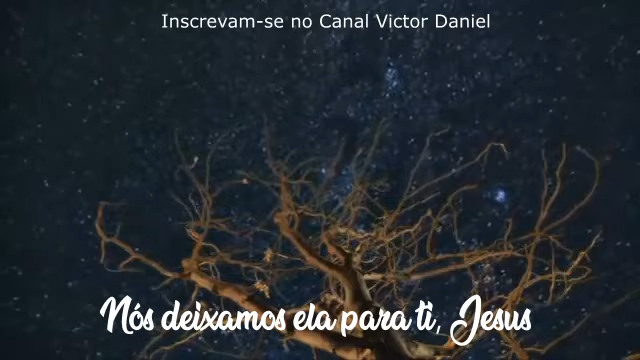 Inscrevam-se no Canal Victor Daniel
Nós deixamos ela para ti, Jesus